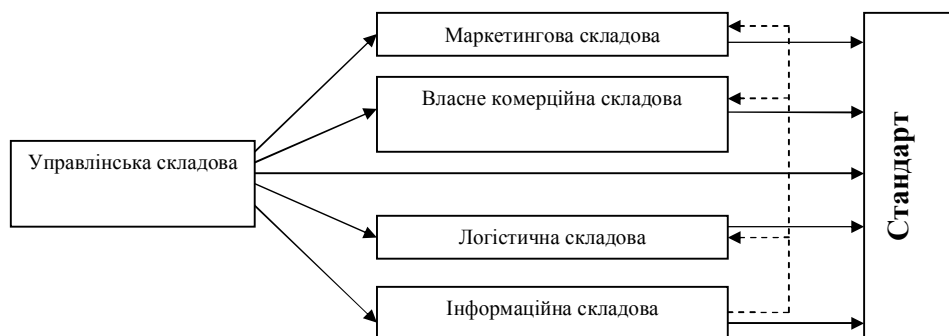 Маркетингова складова
Власне комерційна складова
Управлінська складова
Логістична складова
Інформаційна складова
Стандарт